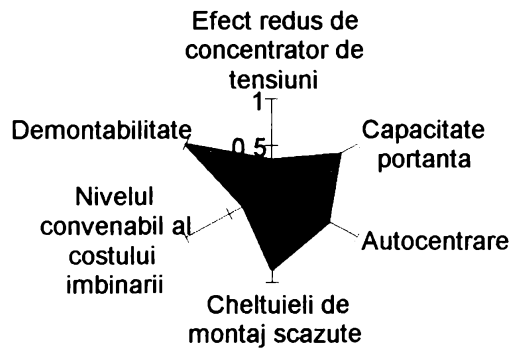 Efect redus de
concentrator de
tensiuni
1
0.5
Demontabilitate
Capacitate
portanta
Nivelul
convenabil al
costului
imbinarii
Autocentrare
Cheltuieli de
montaj scazute